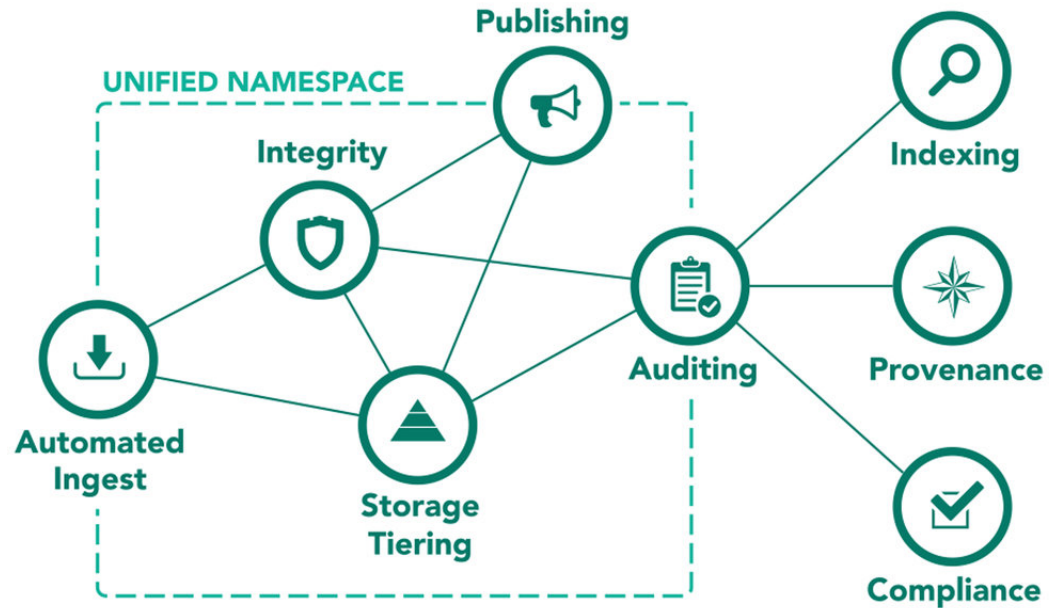 Publishing
UNIFIED NAMESPACE
Integrity
Indexing
Auditing
Provenance
Automated
Ingest
Storage
Tiering
Compliance